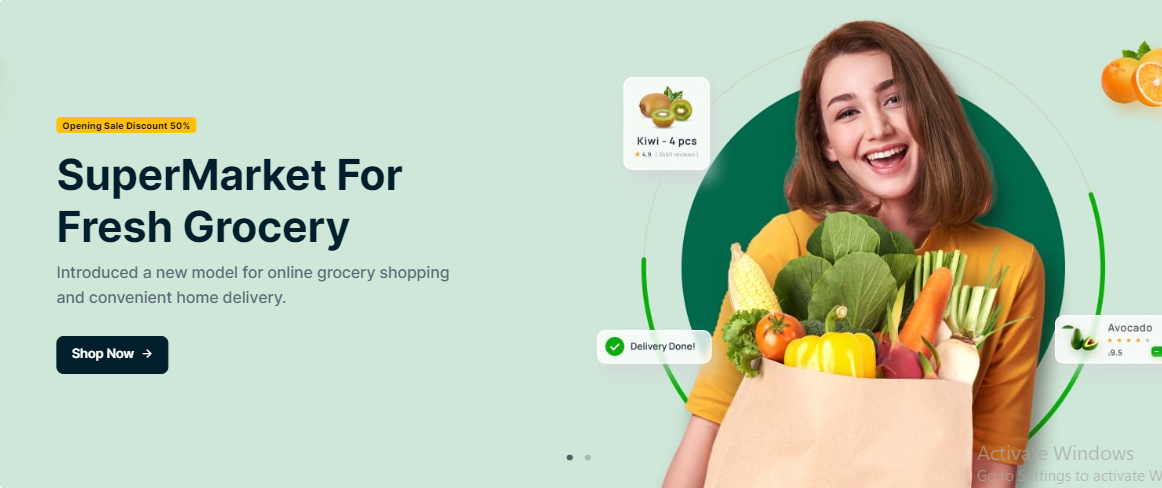 Opening Sale Discount 50%
SuperMarket For
Fresh Grocery
Introduced a new model for online grocery shopping
and convenient home delivery.
Shop Now
Kiwi - 4 pcs
4.9 (2450 reviews)
Delivery Done!
Avocado
$9.5
Activate Windows
Go to Settings to activate W